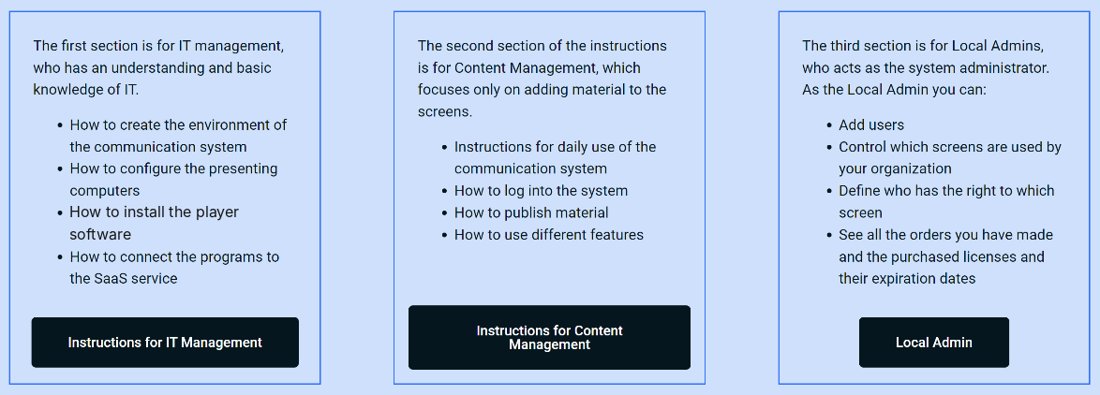 The first section is for IT management,
who has an understanding and basic
knowledge of IT.
• How to create the environment of
the communication system
• How to configure the presenting
computers
• How to install the player
software
• How to connect the programs to
the SaaS service
Instructions for IT Management
The second section of the instructions
is for Content Management, which
focuses only on adding material to the
screens.
• Instructions for daily use of the
communication system
• How to log into the system
• How to publish material
• How to use different features
Instructions for Content
Management
The third section is for Local Admins,
who acts as the system administrator.
As the Local Admin you can:
• Add users
• Control which screens are used by
your organization
• Define who has the right to which
screen
• See all the orders you have made
and the purchased licenses and
their expiration dates
Local Admin